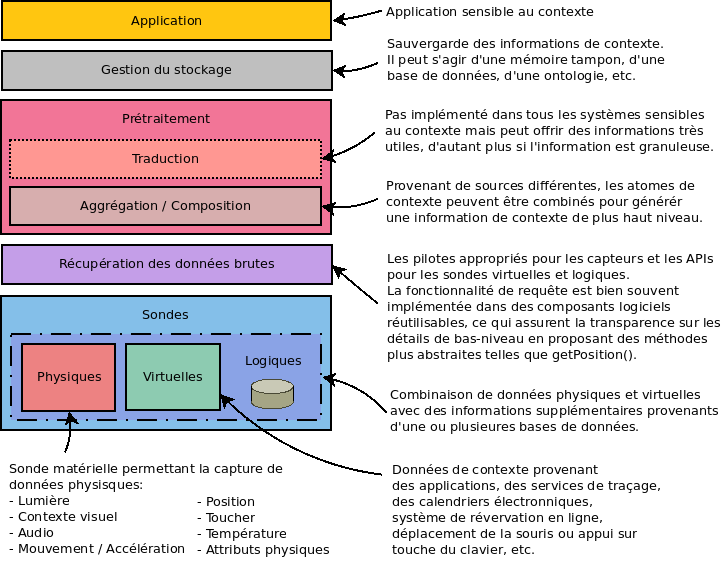 Application
Application sensible au contexte
Gestion du stockage
Sauvergarde des informations de contexte.
Il peut s'agir d'une mémoire tampon, d'une
base de données, d'une ontologie, etc.
Prétraitement
Traduction
Pas implémenté dans tous les systèmes sensibles
au contexte mais peut offrir des informations très
utiles, d'autant plus si l'information est granuleuse.
Aggrégation / Composition
Provenant de sources différentes, les atomes de
contexte peuvent être combinés pour générér
une information de contexte de plus haut niveau.
Récupération des données brutes
Les pilotes appropriés pour les capteurs et les APIs
pour les sondes virtuelles et logiques.
La fonctionnalité de requête est bien souvent
implémentée dans des composants logiciels
réutilisables, ce qui assurent la transparence sur les
détails de bas-niveau en proposant des méthodes
plus abstraites telles que getPosition().
Sondes
Physiques
Virtuelles
Logiques
Combinaison de données physiques et virtuelles
avec des informations supplémentaires provenants
d'une ou plusieures bases de données.
Sonde matérielle permettant la capture de
données physisques:
- Lumière
- Contexte visuel
- Audio
- Mouvement / Accélération
- Position
- Toucher
- Température
- Attributs physiques
Données de contexte provenant
des applications, des services de traçage,
des calendriers électronniques,
système de révervation en ligne,
déplacement de la souris ou appui sur
touche du clavier, etc.